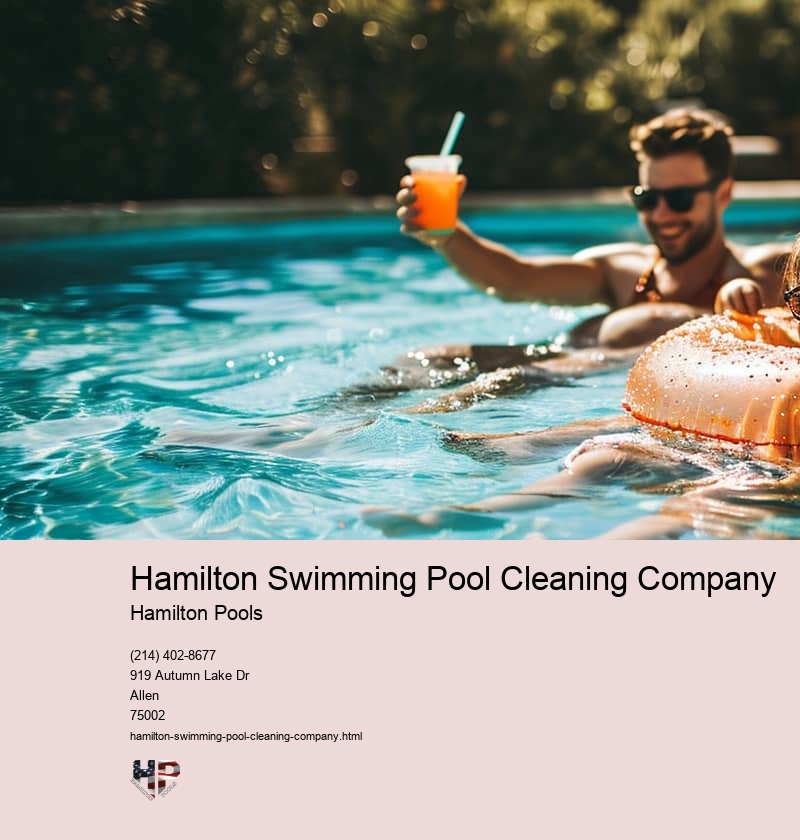 Hamilton Swimming Pool Cleaning Company
Hamilton Pools
(214) 402-8677
919 Autumn Lake Dr
Allen
75002
hamilton-swimming-pool-cleaning-company.html
HP